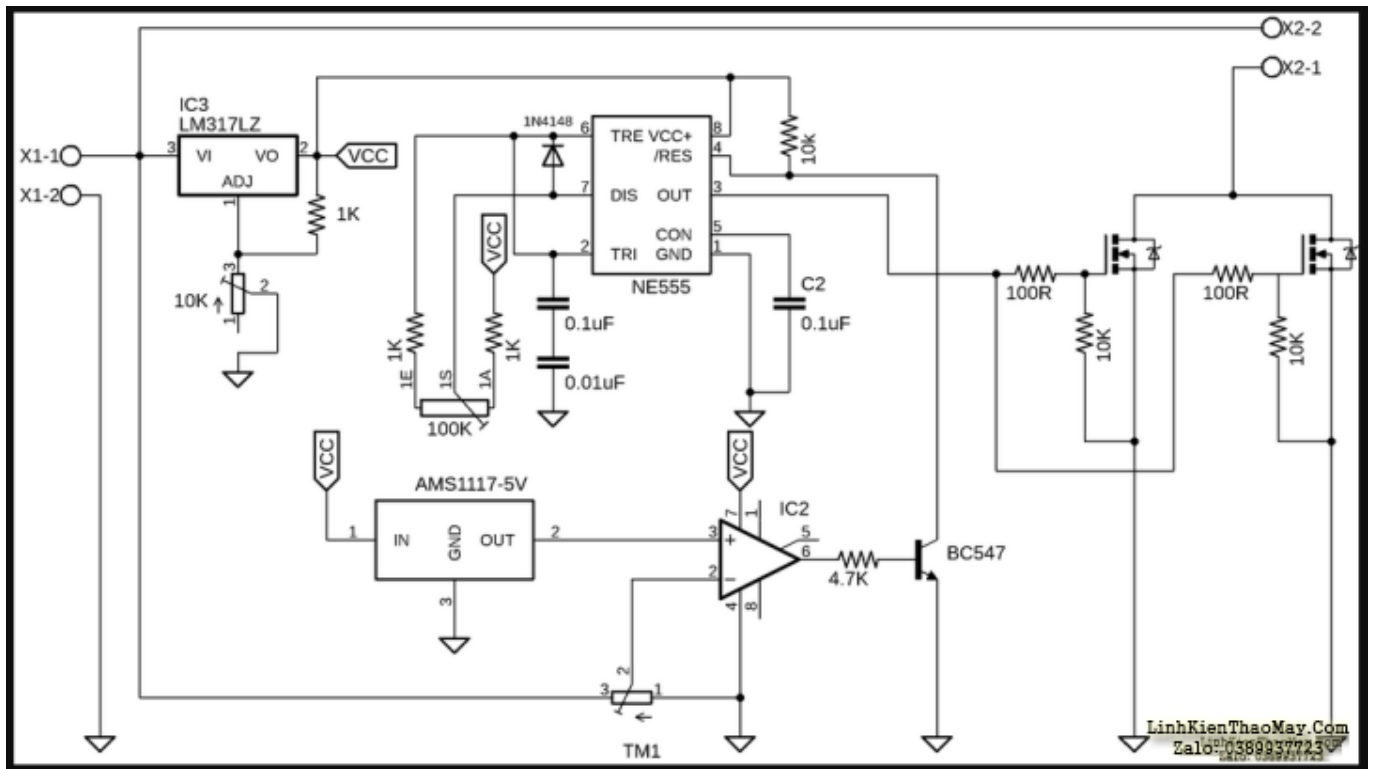 X2-2
X2-1
IC3
LM317LZ
X1-1
3
VI
VO
2
VCC
ADJ
1
X1-2
1K
3
2
10K
1
1N4148
6
TRE
VCC+
8
/RES
4
10k
7
DIS
OUT
3
CON
5
2
TRI
GND
1
NE555
VCC
0.1uF
0.01uF
C2
0.1uF
1K
1K
1E
1S
1A
100K
100R
10K
100R
10K
VCC
AMS1117-5V
1
IN
GND
OUT
2
3
VCC
IC2
7
1
3
+
5
6
2
-
4
8
4.7K
BC547
3
2
1
TM1
LinhKienThaoMay.Com
Zalo: 0389937723